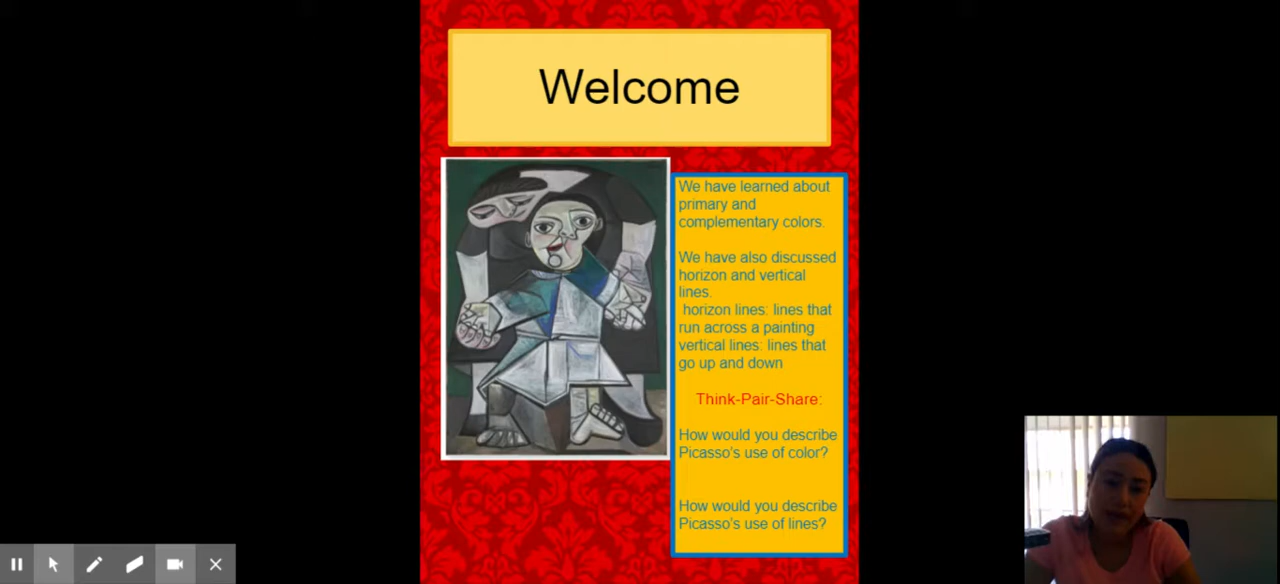 Welcome
We have learned about
primary and
complementary colors.
We have also discussed
horizon and vertical
lines.
horizon lines: lines that
run across a painting
vertical lines: lines that
go up and down
Think-Pair-Share:
How would you describe
Picasso's use of color?
How would you describe
Picasso's use of lines?